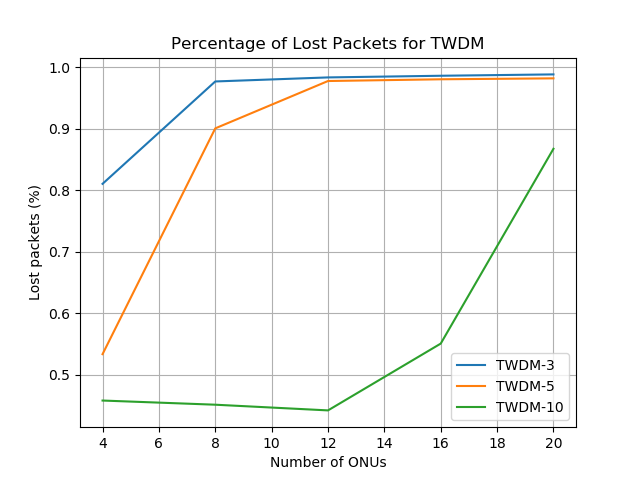 Percentage of Lost Packets for TWDM
1.0
0.9
0.8
0.7
0.6
0.5
Lost packets (%)
4 6 8 10 12 14 16 18 20
Number of ONUs
TWDM-3
TWDM-5
TWDM-10